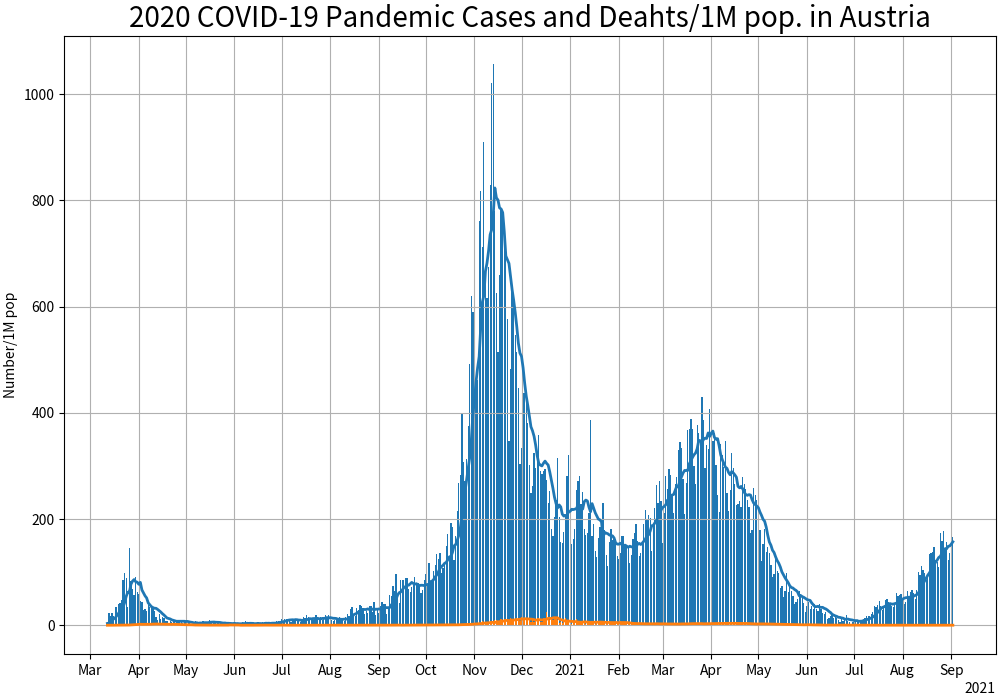 2020 COVID-19 Pandemic Cases and Deahts/1M pop. in Austria
Number/1M pop
1000
800
600
400
200
0
Mar Apr May Jun Jul Aug Sep Oct Nov Dec 2021 Feb Mar Apr May Jun Jul Aug Sep
2021